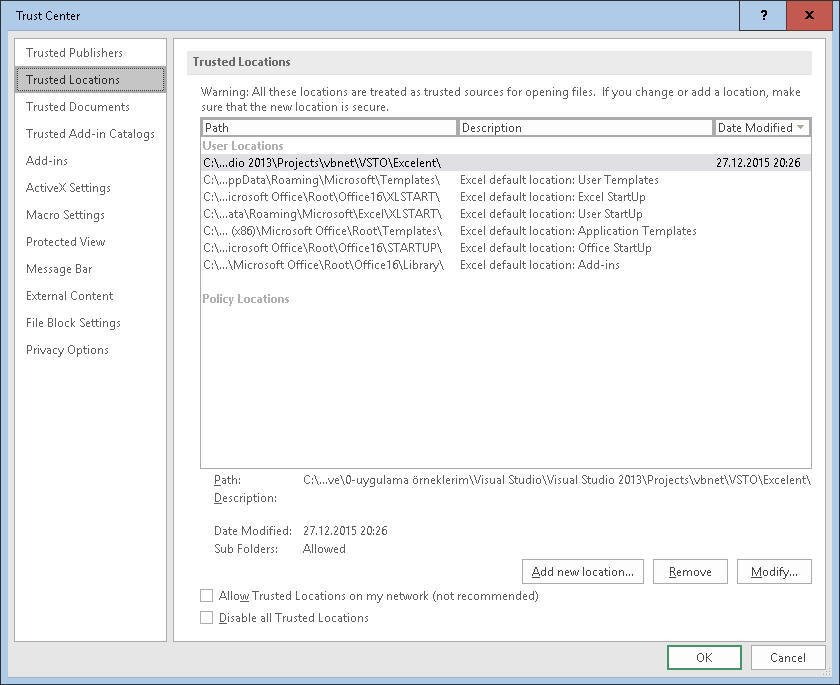 Trust Center
?
Trusted Publishers
Trusted Locations
Trusted Documents
Trusted Add-in Catalogs
Add-ins
ActiveX Settings
Macro Settings
Protected View
Message Bar
External Content
File Block Settings
Privacy Options
Trusted Locations
Warning: All these locations are treated as trusted sources for opening files. If you change or add a location, make
sure that the new location is secure.
Path Description Date Modified
User Locations
C:\...dio 2013\Projects\vbnet\VSTO\Excelent\ 27.12.2015 20:26
C:\...ppData\Roaming\Microsoft\Templates\ Excel default location: User Templates
C:\...icrosoft Office\Root\Office16\XLSTART\ Excel default location: Excel StartUp
C:\...ata\Roaming\Microsoft\Excel\XLSTART\ Excel default location: User StartUp
C:\... (x86)\Microsoft Office\Root\Templates\ Excel default location: Application Templates
C:\...icrosoft Office\Root\Office16\STARTUP\ Excel default location: Office StartUp
C:\...\Microsoft Office\Root\Office16\Library\ Excel default location: Add-ins
Policy Locations
Path: C:\...ve\0-uygulama örneklerim\Visual Studio\Visual Studio 2013\Projects\vbnet\VSTO\Excelent\
Description:
Date Modified: 27.12.2015 20:26
Sub Folders: Allowed
Add new location... Remove Modify...
Allow Trusted Locations on my network (not recommended)
Disable all Trusted Locations
OK Cancel